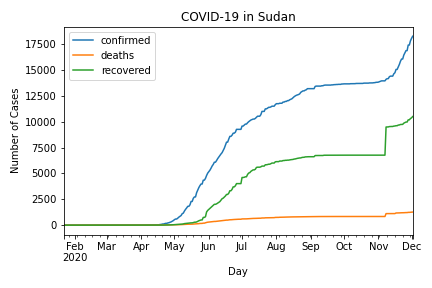 COVID-19 in Sudan
confirmed
deaths
recovered
Number of Cases
17500
15000
12500
10000
7500
5000
2500
0
Feb Mar Apr May Jun Jul Aug Sep Oct Nov Dec
2020
Day